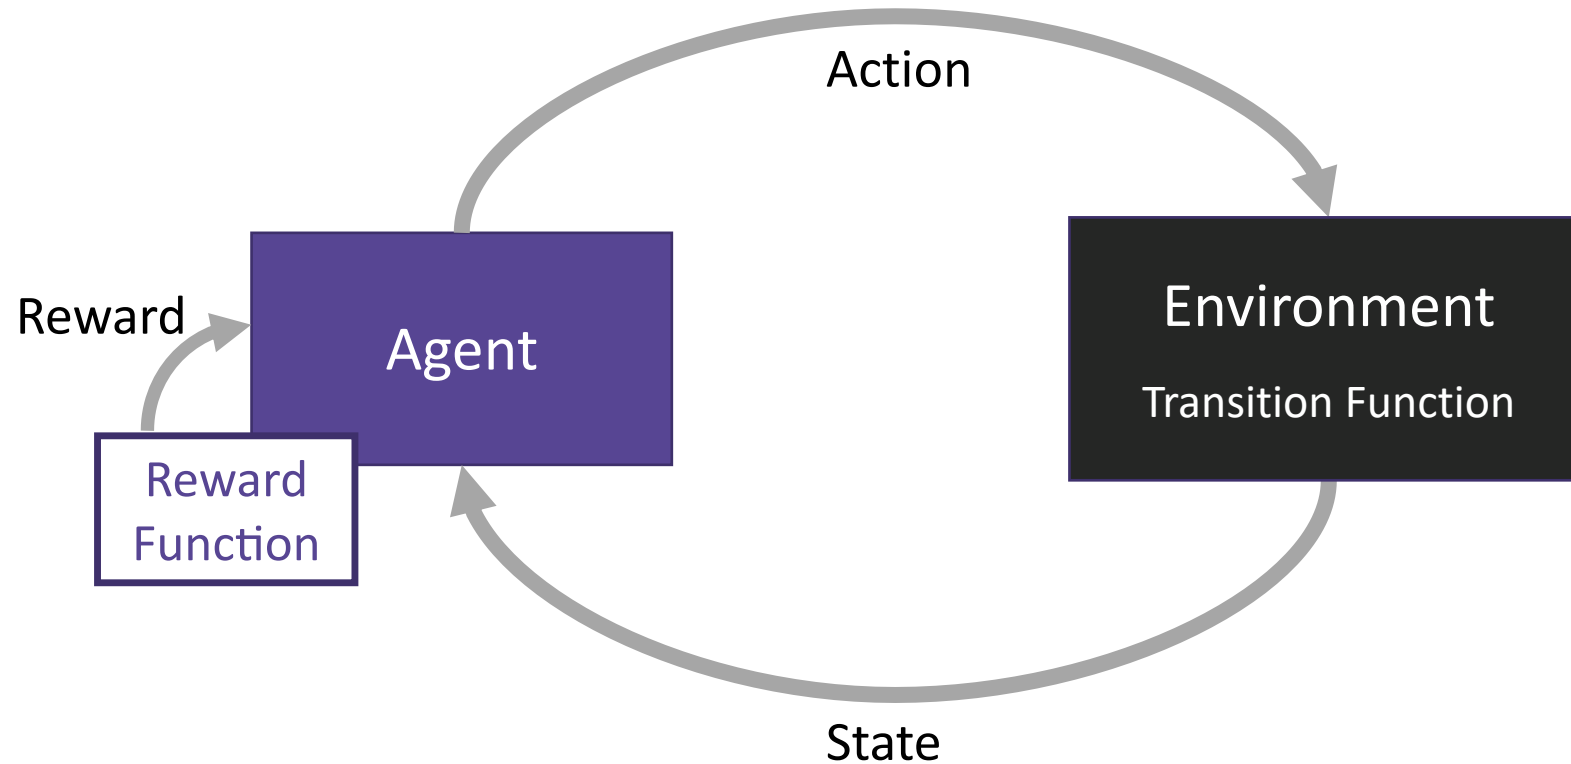 Action
Reward
Agent
Environment
Transition Function
Reward
Function
State